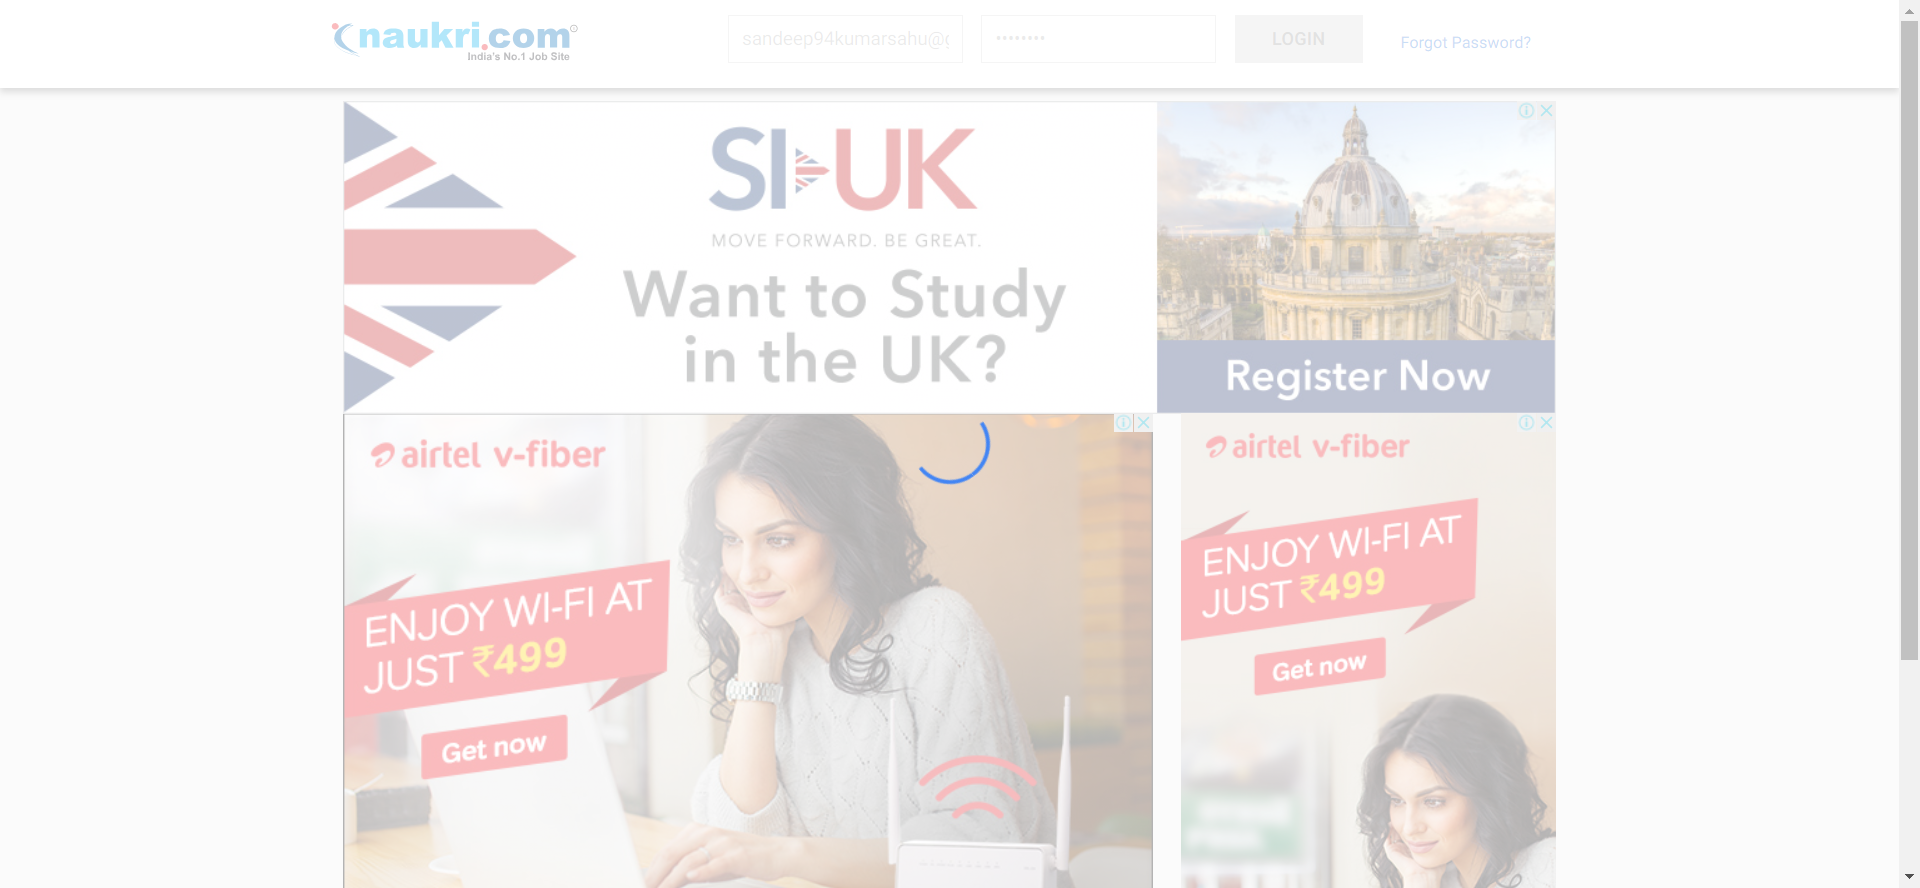 naukri.com
India's No.1 Job Site
sandeep94kumarsahu@g
••••••••
LOGIN
Forgot Password?
SI-UK
MOVE FORWARD. BE GREAT.
Want to Study
in the UK?
Register Now
airtel v-fiber
ENJOY WI-FI AT
JUST ₹499
Get now
airtel v-fiber
ENJOY WI-FI AT
JUST ₹499
Get now